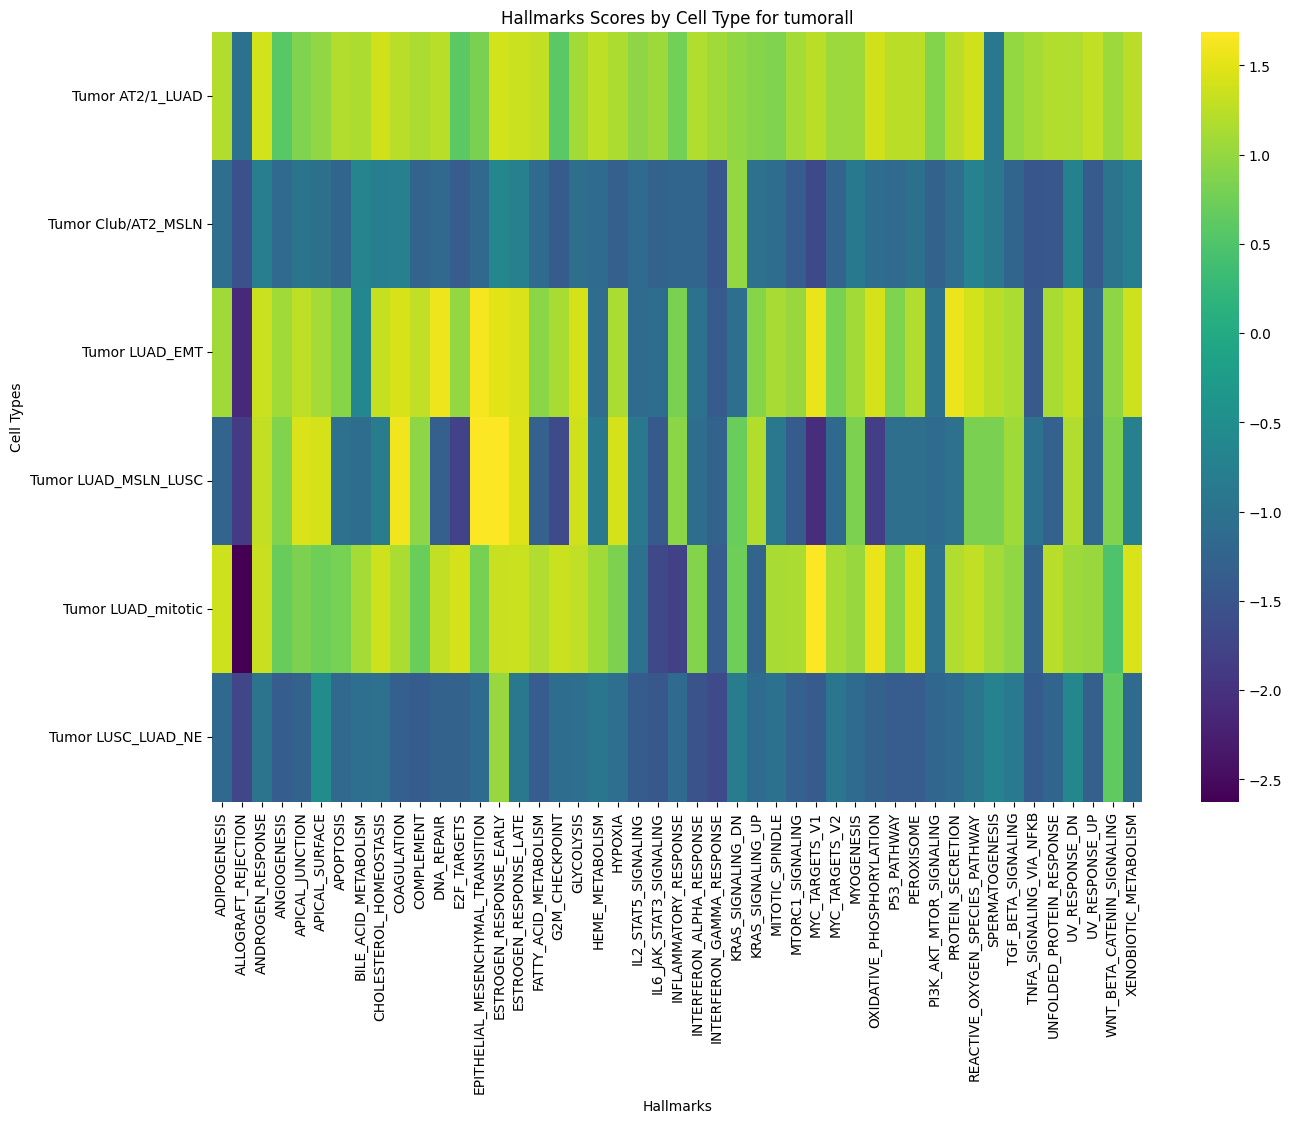 Hallmarks Scores by Cell Type for tumorall
Cell Types
Tumor AT2/1_LUAD
Tumor Club/AT2_MSLN
Tumor LUAD_EMT
Tumor LUAD_MSLN_LUSC
Tumor LUAD_mitotic
Tumor LUSC_LUAD_NE
1.5
1.0
0.5
0.0
−0.5
−1.0
−1.5
−2.0
−2.5
ADIPOGENESIS
ALLOGRAFT_REJECTION
ANDROGEN_RESPONSE
ANGIOGENESIS
APICAL_JUNCTION
APICAL_SURFACE
APOPTOSIS
BILE_ACID_METABOLISM
CHOLESTEROL_HOMEOSTASIS
COAGULATION
COMPLEMENT
DNA_REPAIR
E2F_TARGETS
EPITHELIAL_MESENCHYMAL_TRANSITION
ESTROGEN_RESPONSE_EARLY
ESTROGEN_RESPONSE_LATE
FATTY_ACID_METABOLISM
G2M_CHECKPOINT
GLYCOLYSIS
HEME_METABOLISM
HYPOXIA
IL2_STAT5_SIGNALING
IL6_JAK_STAT3_SIGNALING
INFLAMMATORY_RESPONSE
INTERFERON_ALPHA_RESPONSE
INTERFERON_GAMMA_RESPONSE
KRAS_SIGNALING_DN
KRAS_SIGNALING_UP
MITOTIC_SPINDLE
MTORC1_SIGNALING
MYC_TARGETS_V1
MYC_TARGETS_V2
MYOGENESIS
OXIDATIVE_PHOSPHORYLATION
P53_PATHWAY
PEROXISOME
PI3K_AKT_MTOR_SIGNALING
PROTEIN_SECRETION
REACTIVE_OXYGEN_SPECIES_PATHWAY
SPERMATOGENESIS
TGF_BETA_SIGNALING
TNFA_SIGNALING_VIA_NFKB
UNFOLDED_PROTEIN_RESPONSE
UV_RESPONSE_DN
UV_RESPONSE_UP
WNT_BETA_CATENIN_SIGNALING
XENOBIOTIC_METABOLISM
Hallmarks